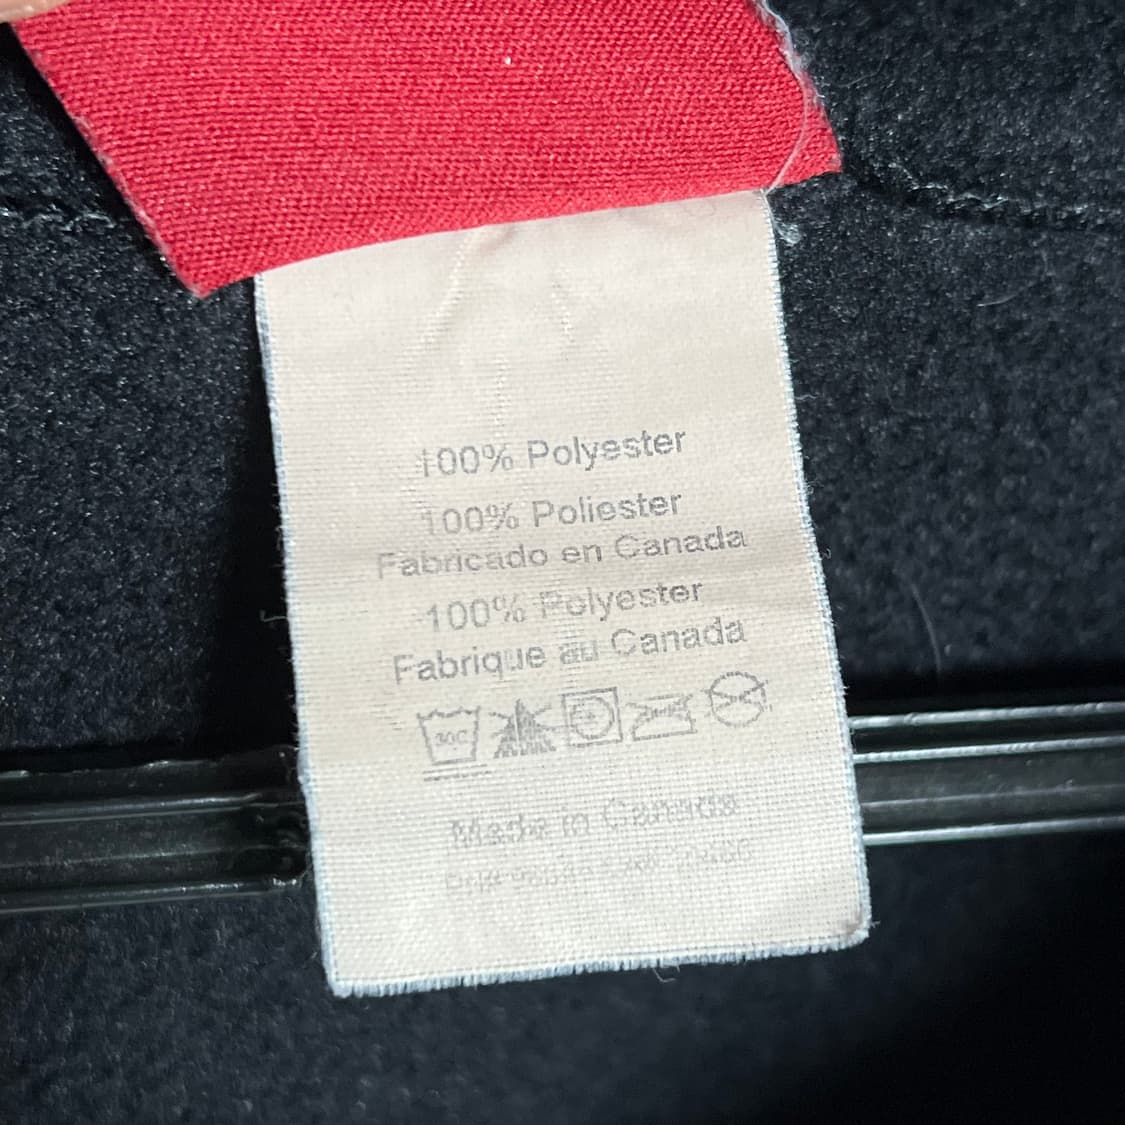 100% Polyester
100% Poliester
Fabricado en Canada
100% Polyester
Fabrique au Canada
30C
Made in Canada